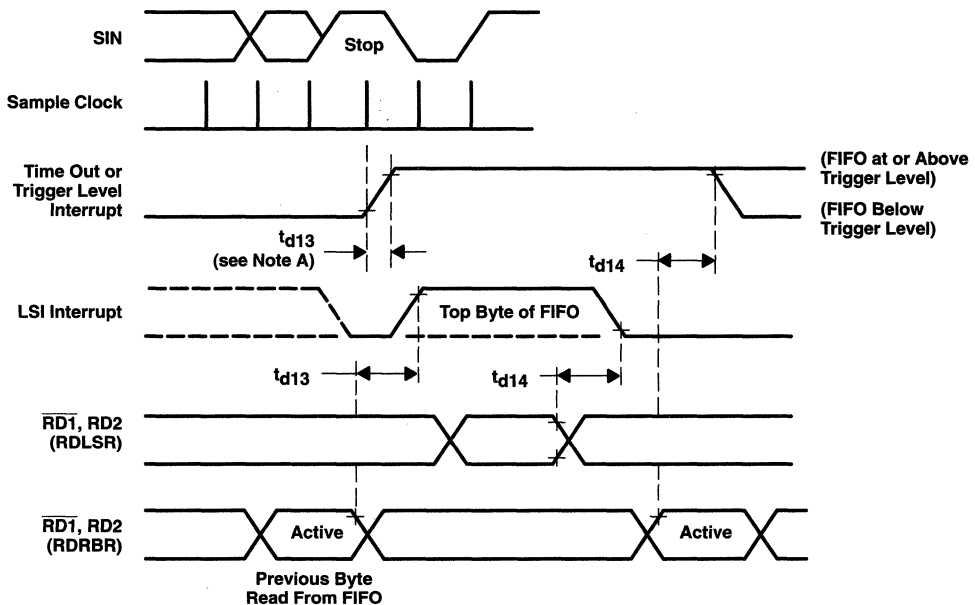 SIN
Stop
Sample Clock
Time Out or
Trigger Level
Interrupt
(FIFO at or Above
Trigger Level)
(FIFO Below
Trigger Level)
td13
(see Note A)
td14
LSI Interrupt
Top Byte of FIFO
td13
td14
RD1, RD2
(RDLSR)
RD1, RD2
(RDRBR)
Active
Active
Previous Byte
Read From FIFO